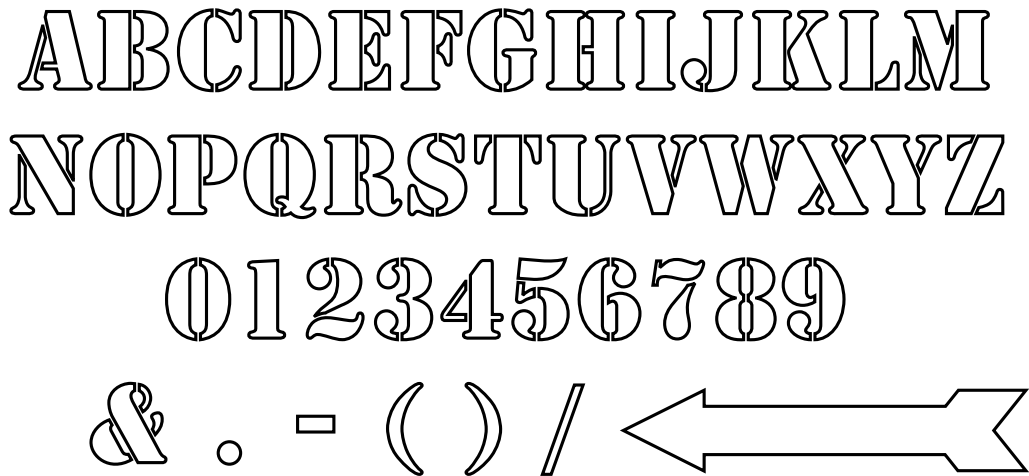 ABCDEFGHIJKLM
NOPQRSTUVWXYZ
0123456789
& . - ( ) / ←